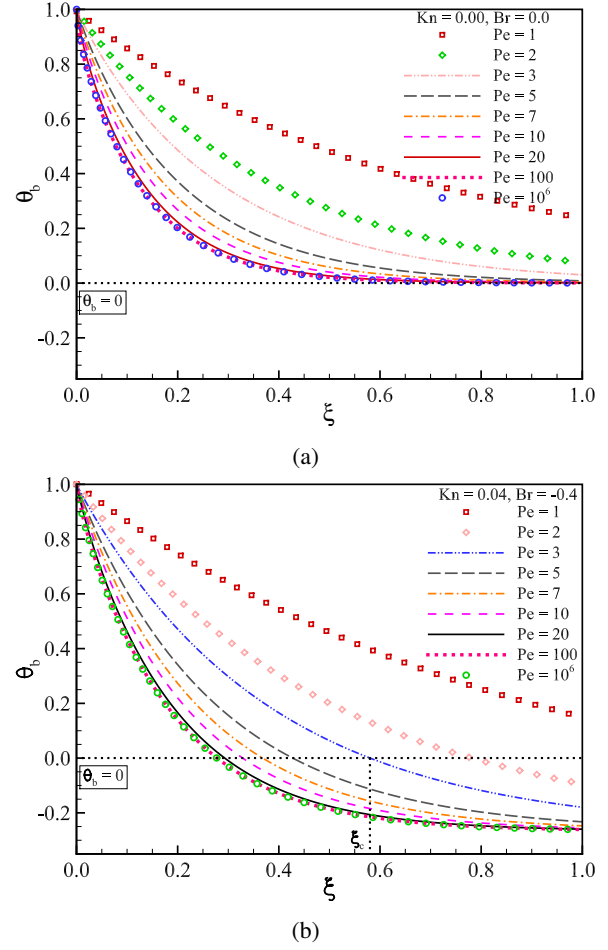 Kn = 0.00, Br = 0.0
Pe = 1
Pe = 2
Pe = 3
Pe = 5
Pe = 7
Pe = 10
Pe = 20
Pe = 100
Pe = 10⁶
1.0
0.8
0.6
0.4
0.2
0.0
-0.2
θb
θb = 0
0.0 0.2 0.4 0.6 0.8 1.0
ξ
(a)
Kn = 0.04, Br = -0.4
Pe = 1
Pe = 2
Pe = 3
Pe = 5
Pe = 7
Pe = 10
Pe = 20
Pe = 100
Pe = 10⁶
1.0
0.8
0.6
0.4
0.2
0.0
-0.2
θb
θb = 0
ξc
0.0 0.2 0.4 0.6 0.8 1.0
ξ
(b)